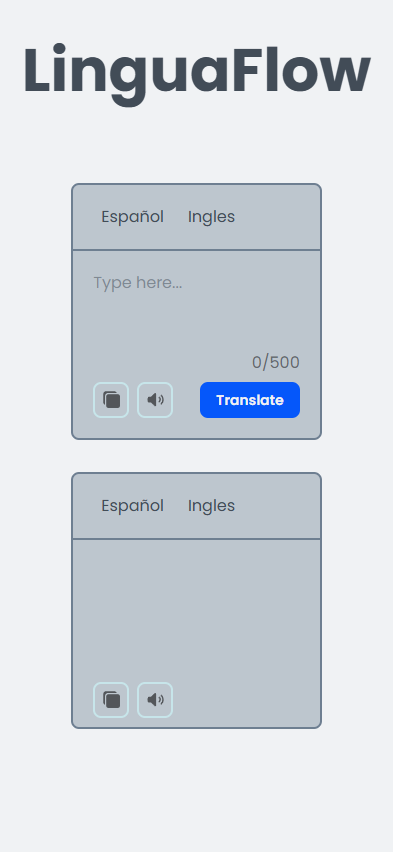 LinguaFlow
Español Ingles
Type here...
0/500
Translate
Español Ingles